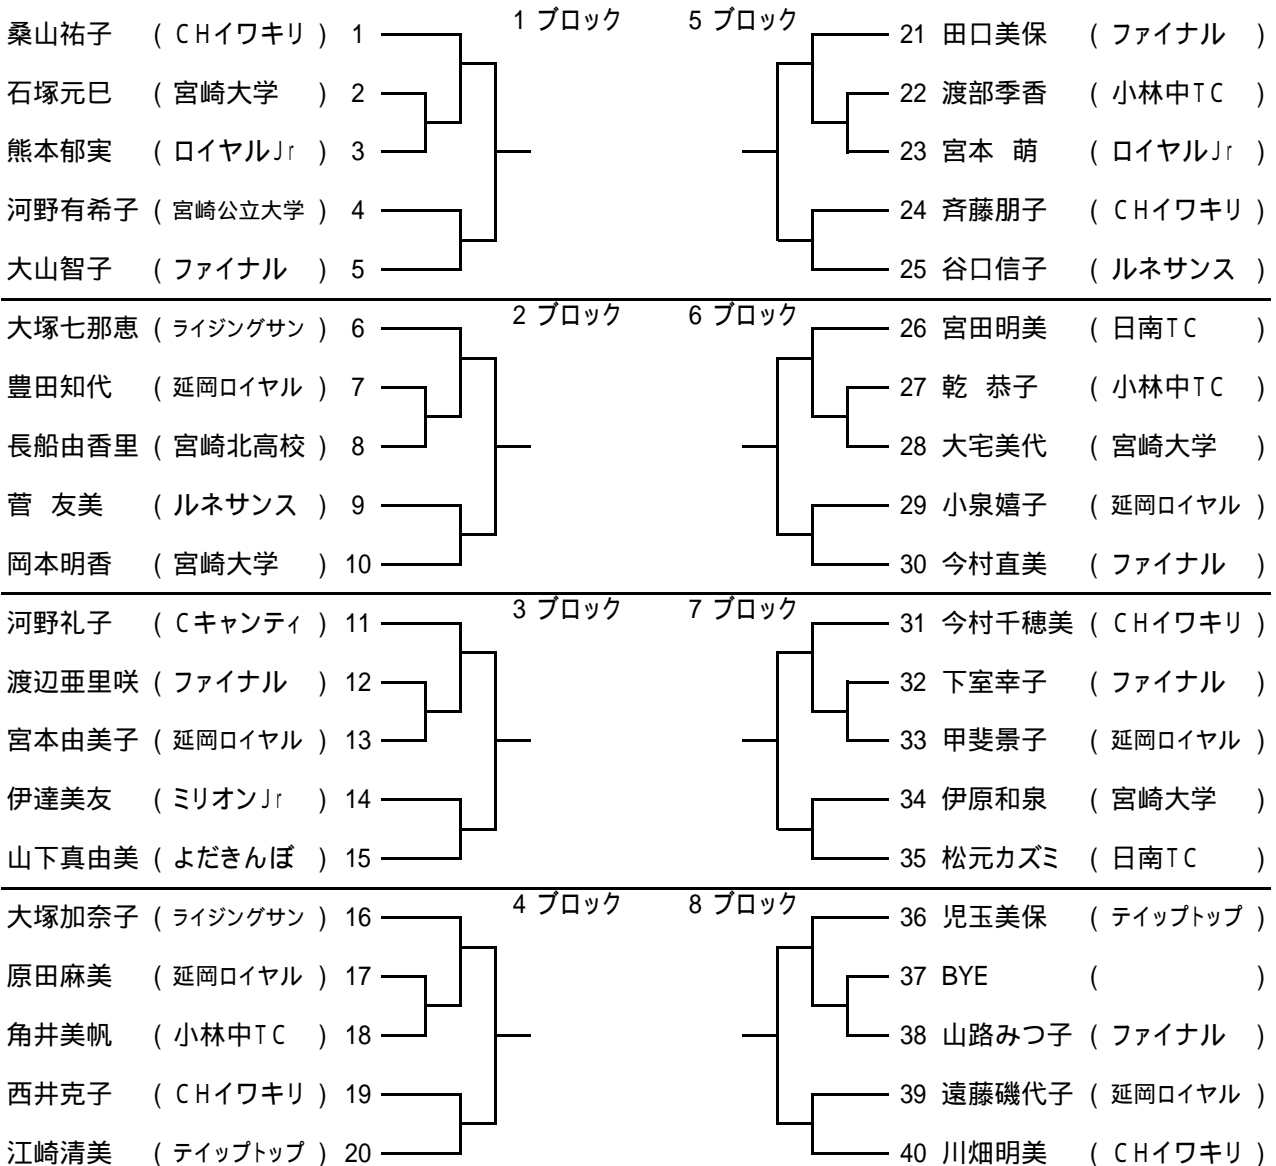 1 ブロック 5 ブロック
桑山祐子 ( CHイワキリ ) 1 21 田口美保 ( ファイナル )
石塚元巳 ( 宮崎大学 ) 2 22 渡部季香 ( 小林中TC )
熊本郁実 ( ロイヤルJr ) 3 23 宮本 萌 ( ロイヤルJr )
河野有希子 ( 宮崎公立大学 ) 4 24 斉藤朋子 ( CHイワキリ )
大山智子 ( ファイナル ) 5 25 谷口信子 ( ルネサンス )
2 ブロック 6 ブロック
大塚七那恵 ( ライジングサン ) 6 26 宮田明美 ( 日南TC )
豊田知代 ( 延岡ロイヤル ) 7 27 乾 恭子 ( 小林中TC )
長船由香里 ( 宮崎北高校 ) 8 28 大宅美代 ( 宮崎大学 )
菅 友美 ( ルネサンス ) 9 29 小泉嬉子 ( 延岡ロイヤル )
岡本明香 ( 宮崎大学 ) 10 30 今村直美 ( ファイナル )
3 ブロック 7 ブロック
河野礼子 ( Cキャンティ ) 11 31 今村千穂美 ( CHイワキリ )
渡辺亜里咲 ( ファイナル ) 12 32 下室幸子 ( ファイナル )
宮本由美子 ( 延岡ロイヤル ) 13 33 甲斐景子 ( 延岡ロイヤル )
伊達美友 ( ミリオンJr ) 14 34 伊原和泉 ( 宮崎大学 )
山下真由美 ( よだきんぼ ) 15 35 松元カズミ ( 日南TC )
4 ブロック 8 ブロック
大塚加奈子 ( ライジングサン ) 16 36 児玉美保 ( テイップトップ )
原田麻美 ( 延岡ロイヤル ) 17 37 BYE ( )
角井美帆 ( 小林中TC ) 18 38 山路みつ子 ( ファイナル )
西井克子 ( CHイワキリ ) 19 39 遠藤磯代子 ( 延岡ロイヤル )
江崎清美 ( テイップトップ ) 20 40 川畑明美 ( CHイワキリ )